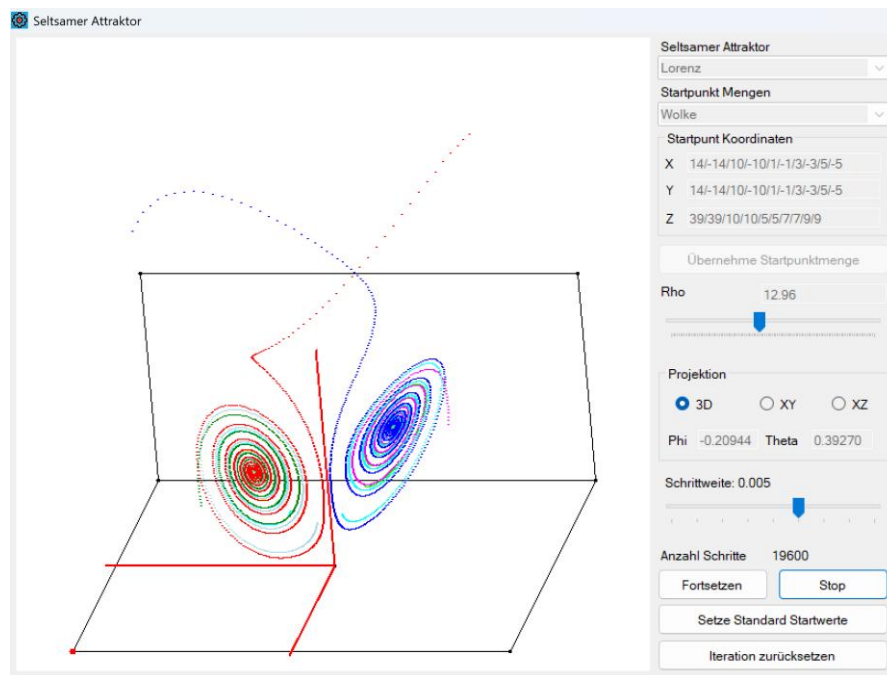 Seltsamer Attraktor
Seltsamer Attraktor
Lorenz
Startpunkt Mengen
Wolke
Startpunt Koordinaten
X 14/-14/10/-10/1/-1/3/-3/5/-5
Y 14/-14/10/-10/1/-1/3/-3/5/-5
Z 39/39/10/10/5/5/7/7/9/9
Übernehme Startpunktmenge
Rho 12.96
Projektion
3D XY XZ
Phi -0.20944 Theta 0.39270
Schrittweite: 0.005
Anzahl Schritte 19600
Fortsetzen Stop
Setze Standard Startwerte
Iteration zurücksetzen